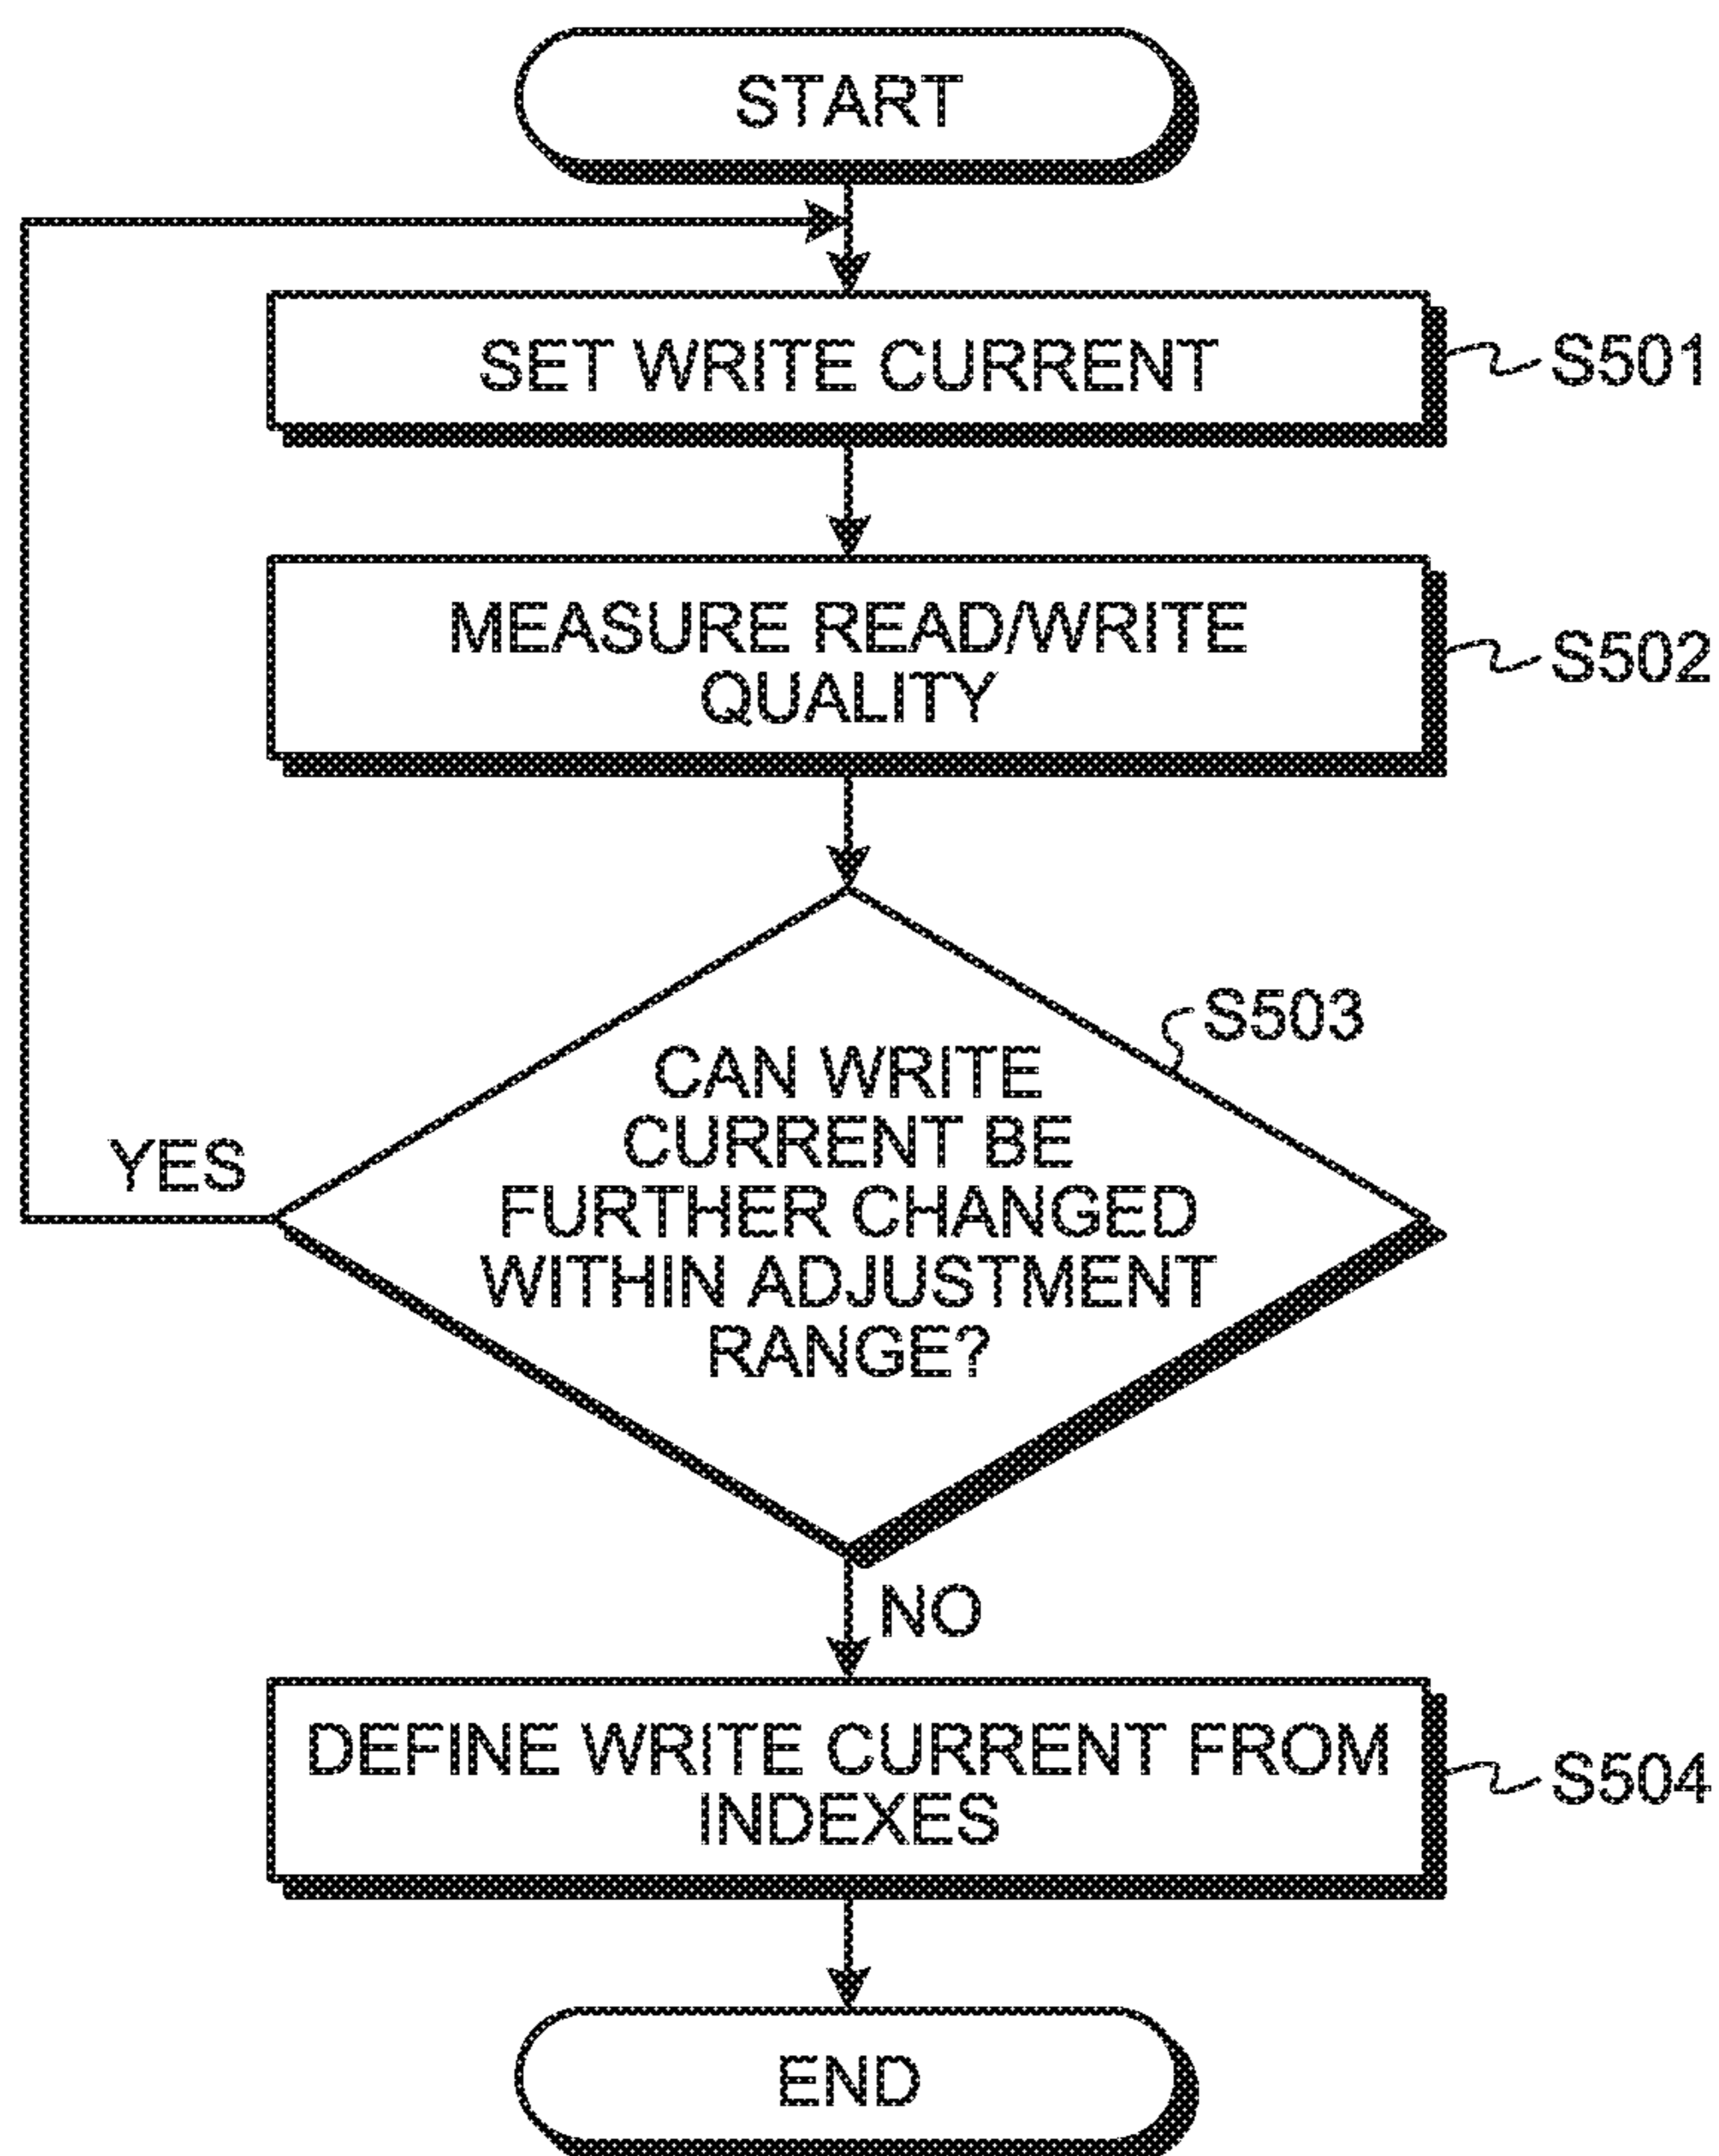 START
SET WRITE CURRENT
S501
MEASURE READ/WRITE
QUALITY
S502
S503
CAN WRITE
CURRENT BE
FURTHER CHANGED
WITHIN ADJUSTMENT
RANGE?
YES
NO
DEFINE WRITE CURRENT FROM
INDEXES
S504
END